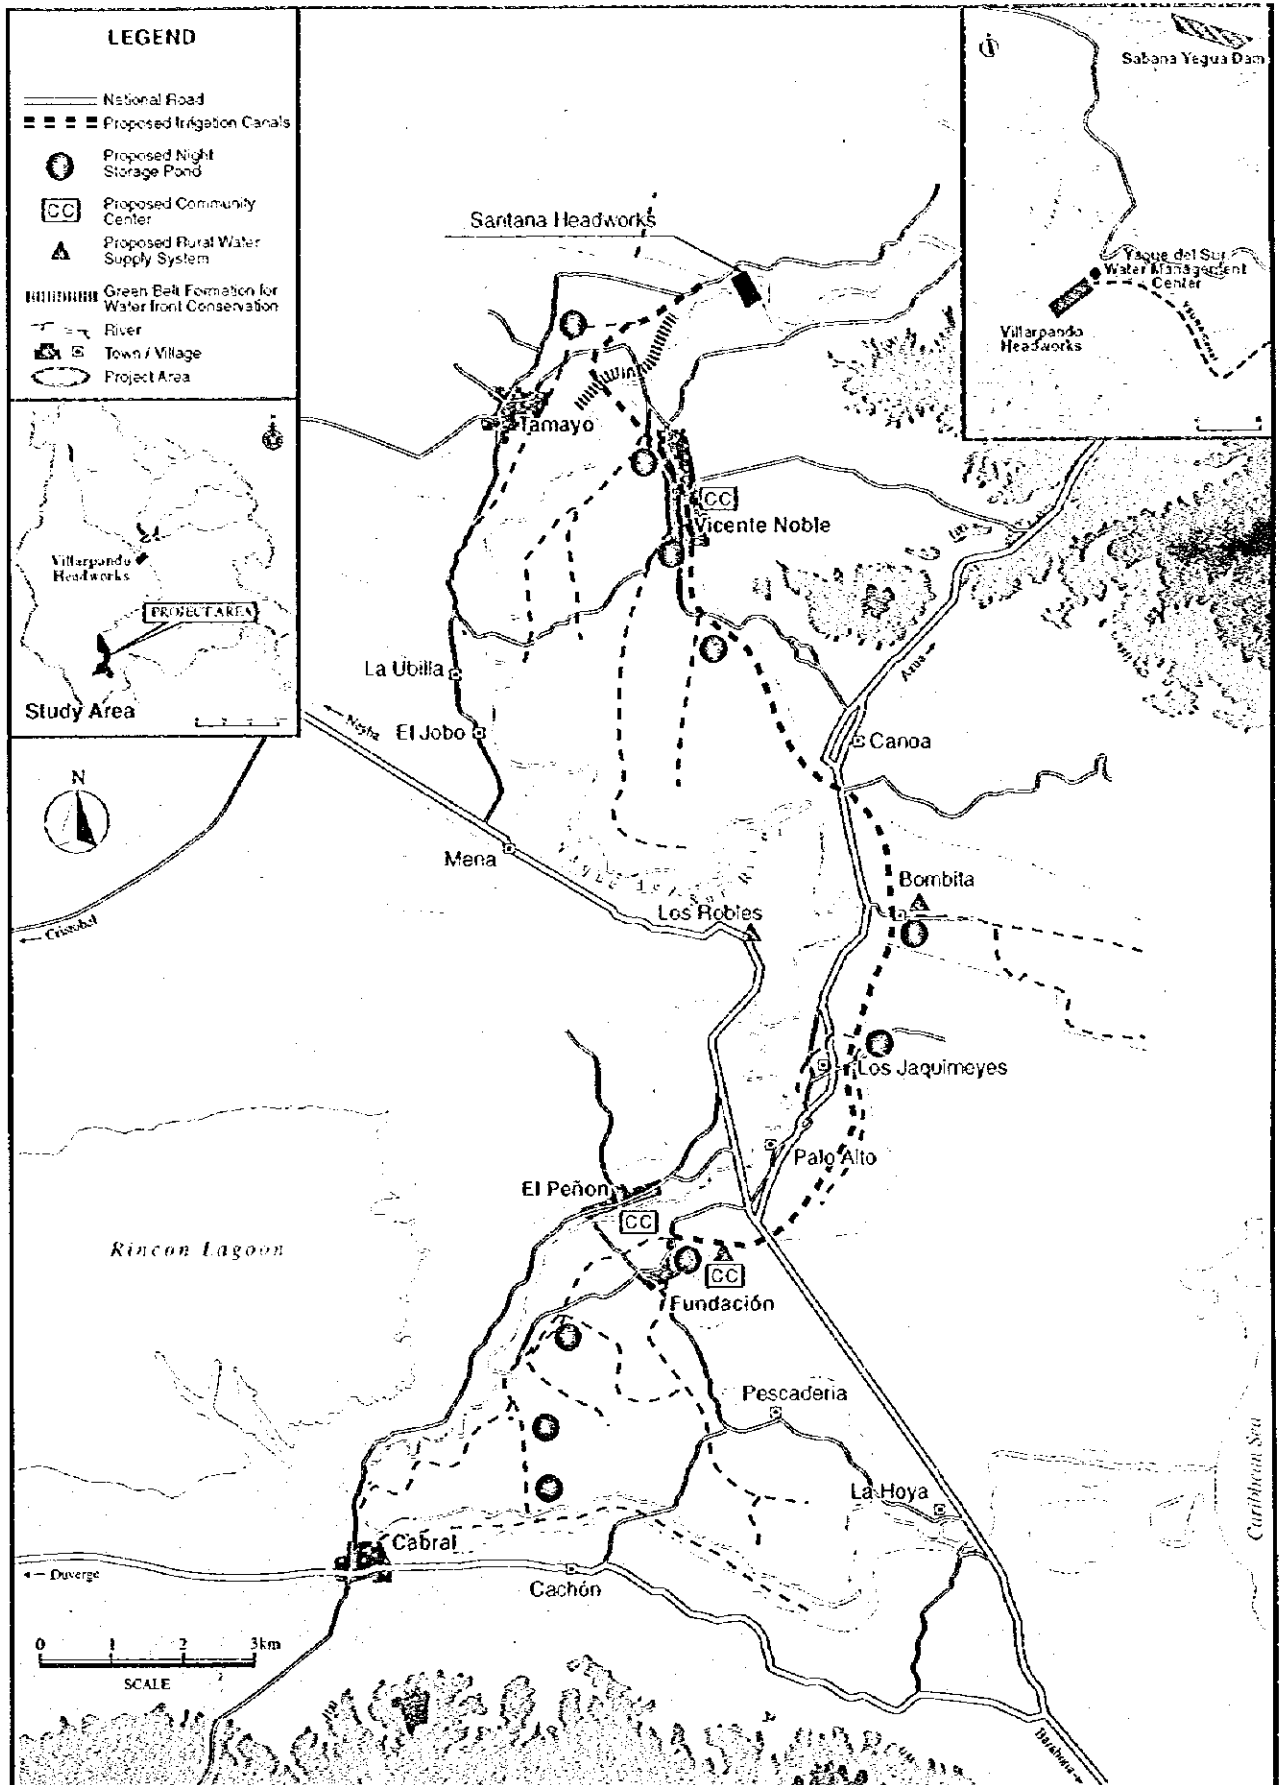 LEGEND
National Road
Proposed Irrigation Canals
Proposed Night
Storage Pond
CC
Proposed Community
Center
Proposed Rural Water
Supply System
Green Belt Formation for
Water front Conservation
River
Town / Village
Project Area
Sabana Yegua Dam
Yaque del Sur
Water Management
Center
Villarpando
Headworks
Villarpando
Headworks
PROJECT AREA
Study Area
N
Santana Headworks
Tamayo
CC
Vicente Noble
La Ubilla
Neyba
El Jobo
Azua
Canoa
Mena
Bombita
Los Robles
Cristobal
Los Jaquimeyes
Palo Alto
El Peñon
CC
Rincon Lagoon
CC
Fundación
Pescaderia
La Hoya
Caribbean Sea
Cabral
Duverge
Cachón
0 1 2 3km
SCALE
Barahona